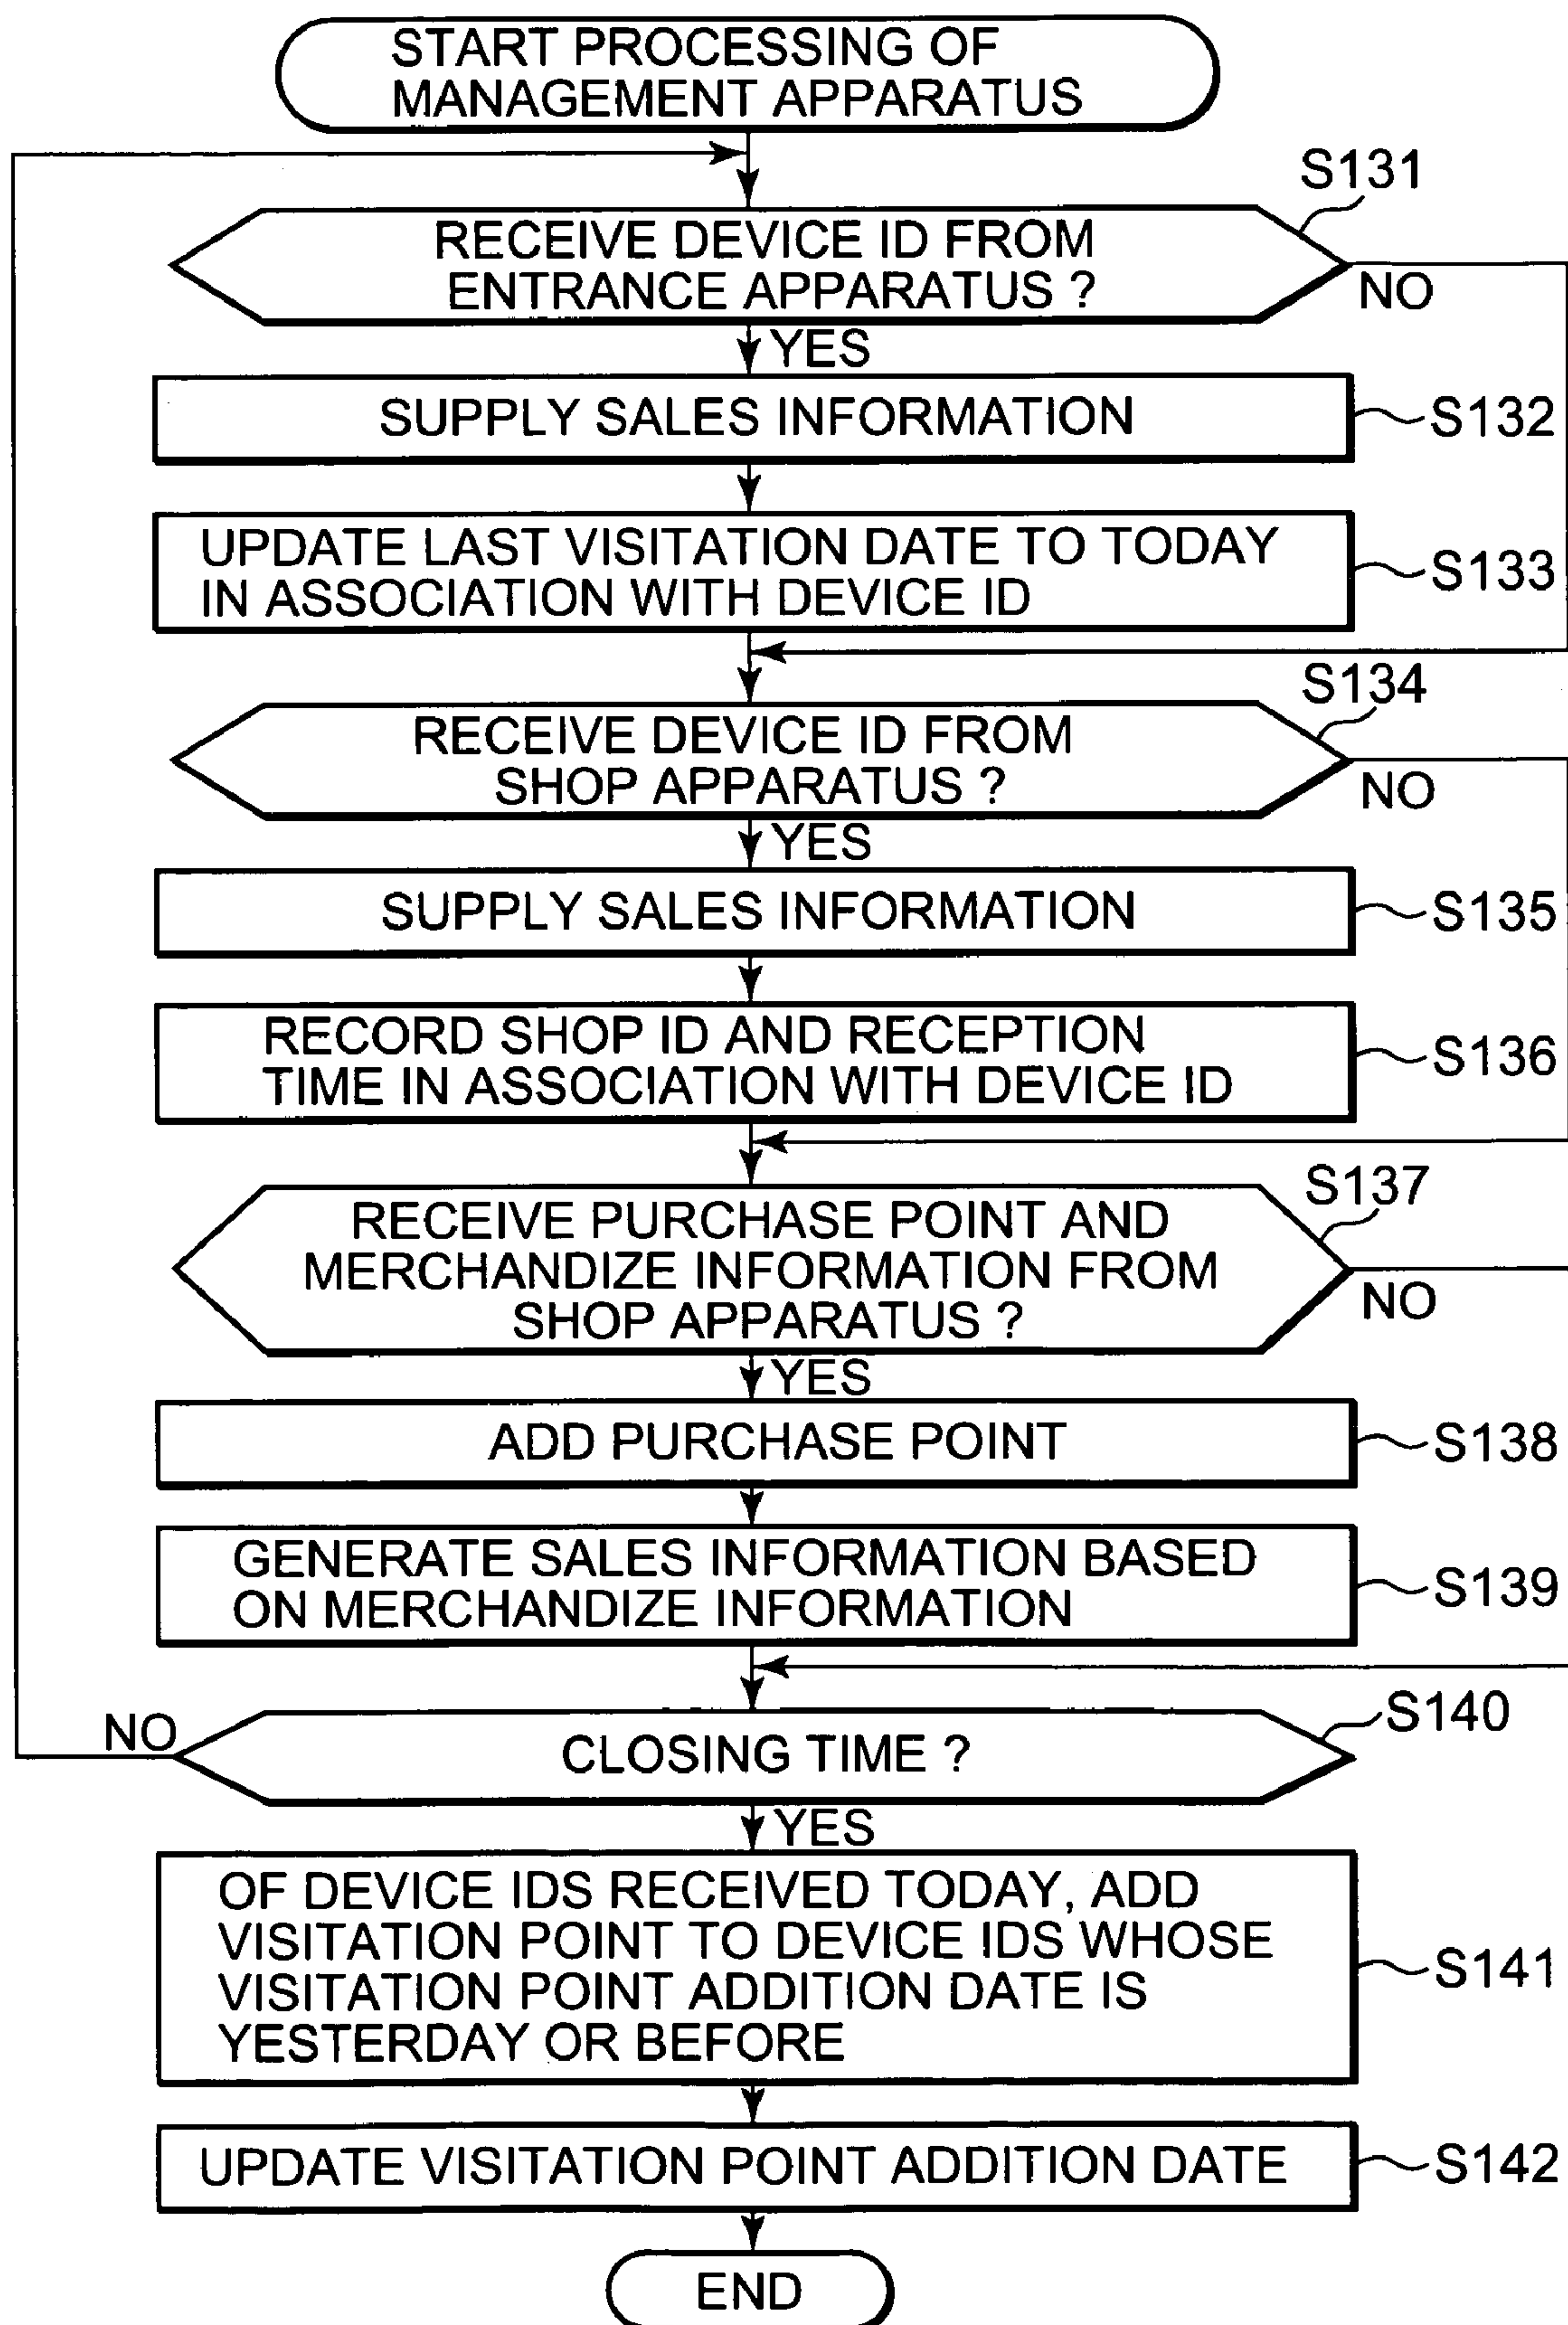 START PROCESSING OF
MANAGEMENT APPARATUS
S131
RECEIVE DEVICE ID FROM
ENTRANCE APPARATUS ?
NO
YES
SUPPLY SALES INFORMATION
S132
UPDATE LAST VISITATION DATE TO TODAY
IN ASSOCIATION WITH DEVICE ID
S133
S134
RECEIVE DEVICE ID FROM
SHOP APPARATUS ?
NO
YES
SUPPLY SALES INFORMATION
S135
RECORD SHOP ID AND RECEPTION
TIME IN ASSOCIATION WITH DEVICE ID
S136
S137
RECEIVE PURCHASE POINT AND
MERCHANDIZE INFORMATION FROM
SHOP APPARATUS ?
NO
YES
ADD PURCHASE POINT
S138
GENERATE SALES INFORMATION BASED
ON MERCHANDIZE INFORMATION
S139
S140
NO
CLOSING TIME ?
YES
OF DEVICE IDS RECEIVED TODAY, ADD
VISITATION POINT TO DEVICE IDS WHOSE
VISITATION POINT ADDITION DATE IS
YESTERDAY OR BEFORE
S141
UPDATE VISITATION POINT ADDITION DATE
S142
END